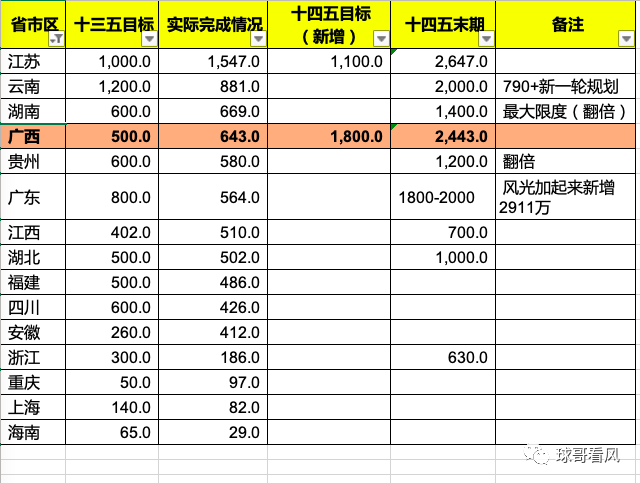 省市区 十三五目标 实际完成情况 十四五目标（新增） 十四五末期 备注
江苏 1,000.0 1,547.0 1,100.0 2,647.0
云南 1,200.0 881.0 2,000.0 790+新一轮规划
湖南 600.0 669.0 1,400.0 最大限度（翻倍）
广西 500.0 643.0 1,800.0 2,443.0
贵州 600.0 580.0 1,200.0 翻倍
广东 800.0 564.0 1800-2000 风光加起来新增2911万
江西 402.0 510.0 700.0
湖北 500.0 502.0 1,000.0
福建 500.0 486.0
四川 600.0 426.0
安徽 260.0 412.0
浙江 300.0 186.0 630.0
重庆 50.0 97.0
上海 140.0 82.0
海南 65.0 29.0
球哥看风